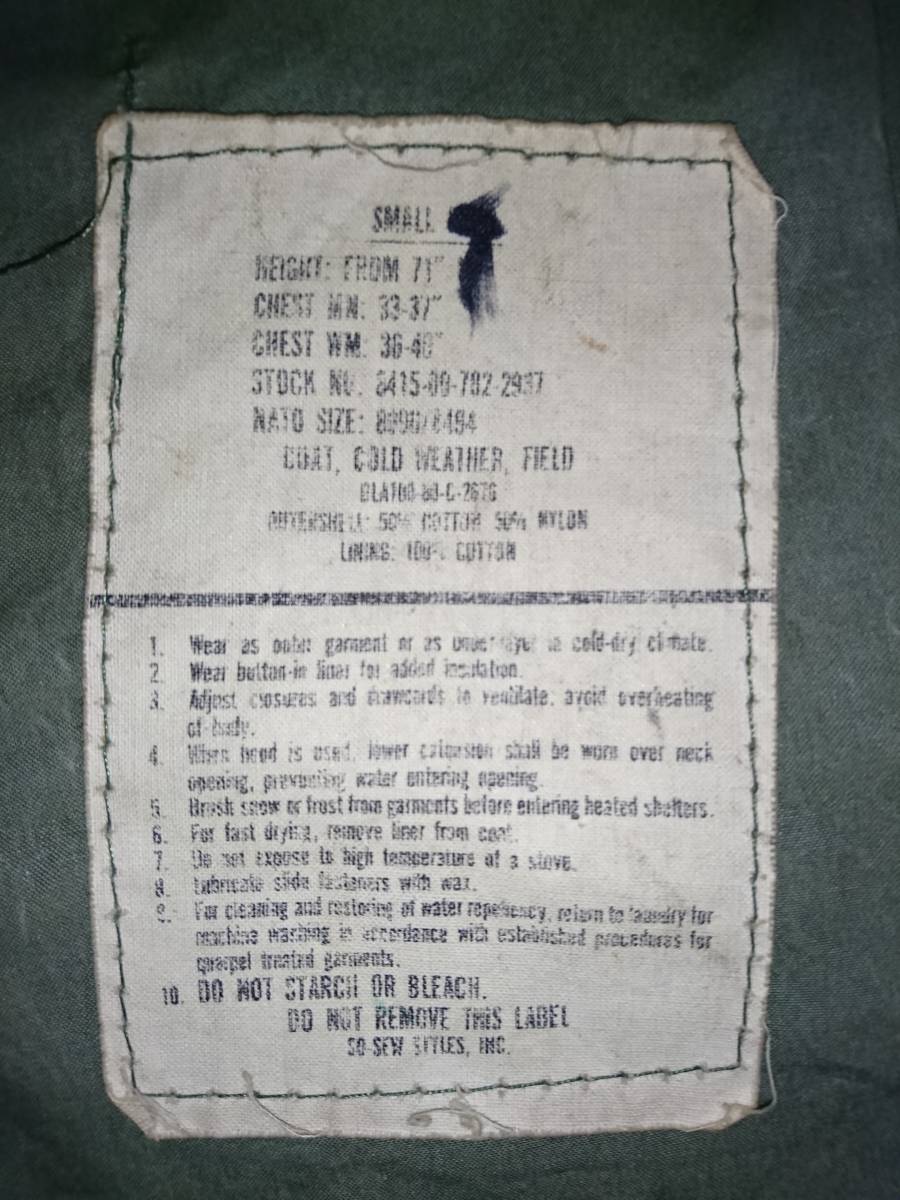 SMALL
HEIGHT: FROM 71"
CHEST MN: 33-37"
CHEST WM: 36-40"
STOCK NO. 8415-00-782-2937
NATO SIZE:
COAT, COLD WEATHER, FIELD
OUTERSHELL: 50% COTTON 50% NYLON
LINING: 100% COTTON
1. Wear as outer garment or as under layer in cold-dry climate.
2. Wear button-in liner for added insulation.
3. Adjust closures and drawcords to ventilate, avoid overheating
of body.
4. When hood is used, lower extension shall be worn over neck
opening, preventing water entering opening.
5. Brush snow or frost from garments before entering heated shelters.
6. For fast drying, remove liner from coat.
7. Do not expose to high temperature of a stove.
8. Lubricate slide fasteners with wax.
9. For cleaning and restoring of water repellency, return to laundry for
machine washing in accordance with established procedures for
quarpel treated garments.
10. DO NOT STARCH OR BLEACH.
DO NOT REMOVE THIS LABEL
SO-SEW STYLES, INC.